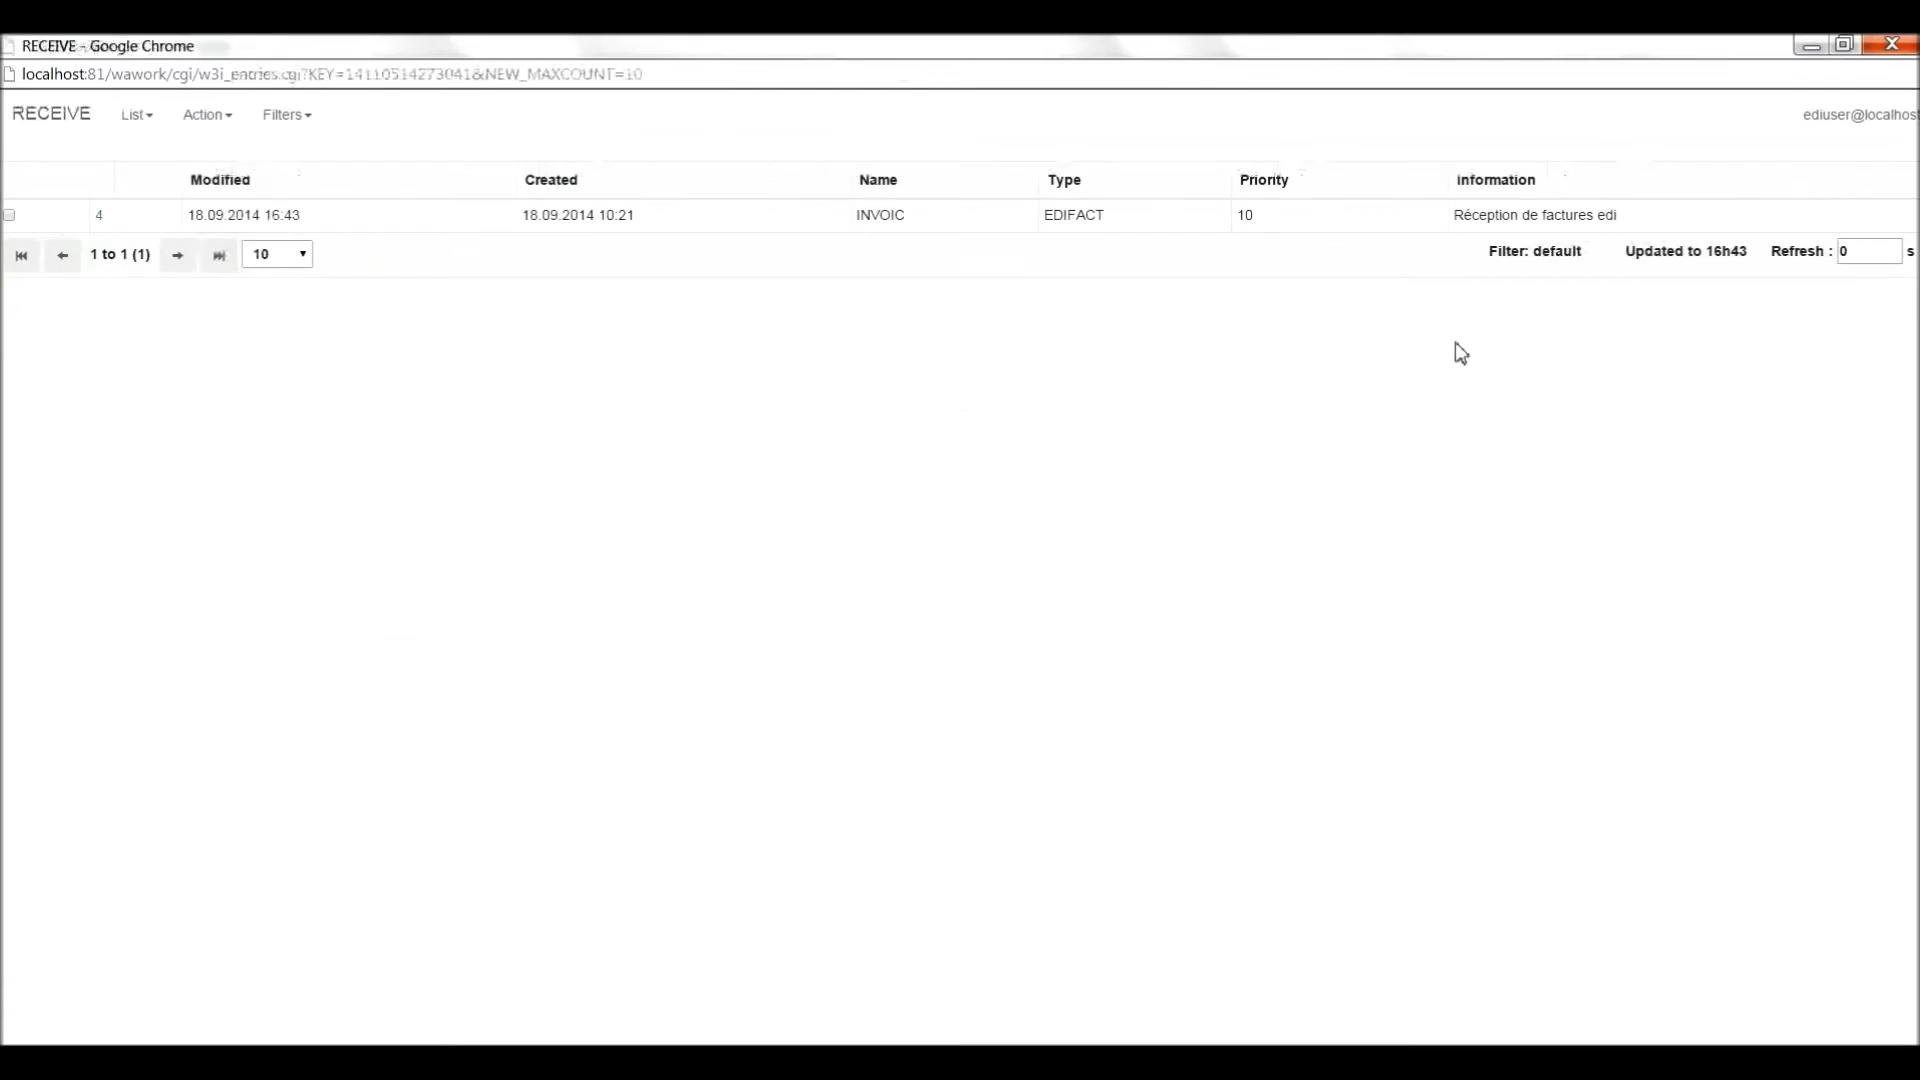 RECEIVE - Google Chrome
localhost:81/wawork/cgi/w3i_entries.cgi?KEY=14110514273041&NEW_MAXCOUNT=10
RECEIVE List Action Filters ediuser@localhost
Modified Created Name Type Priority Information
4 18.09.2014 16:43 18.09.2014 10:21 INVOIC EDIFACT 10 Réception de factures edi
1 to 1 (1) 10 Filter: default Updated to 16h43 Refresh : 0 s